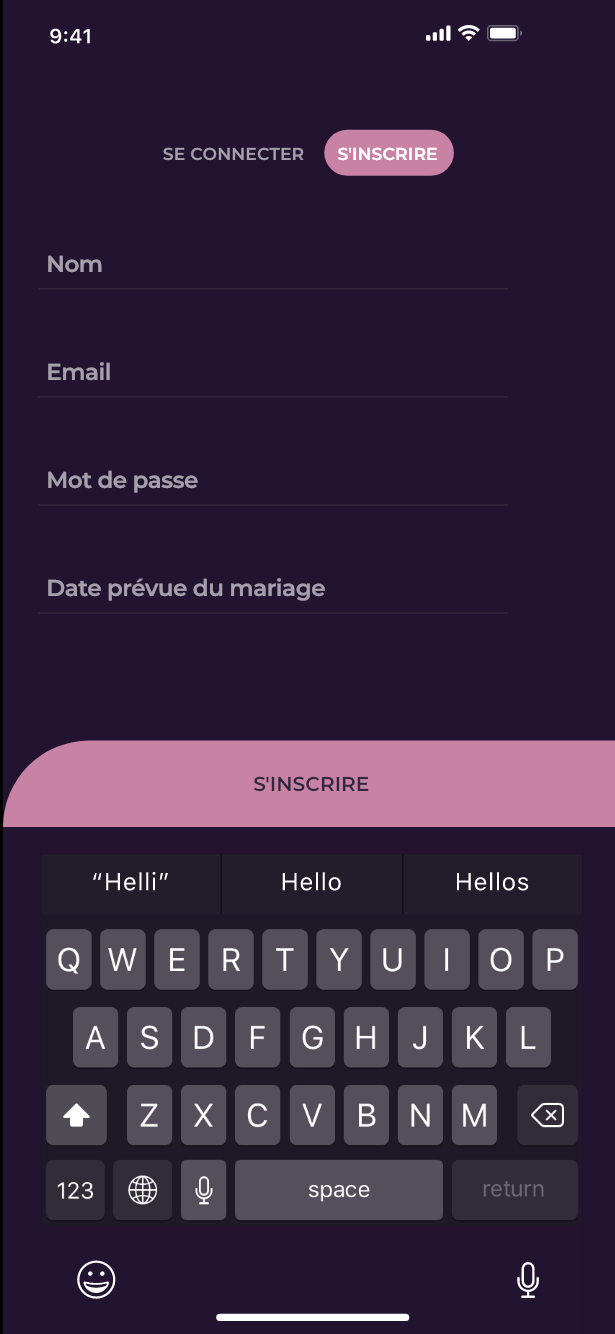 9:41
SE CONNECTER S'INSCRIRE
Nom
Email
Mot de passe
Date prévue du mariage
S'INSCRIRE
“Helli” Hello Hellos
Q W E R T Y U I O P
A S D F G H J K L
Z X C V B N M
123 space return